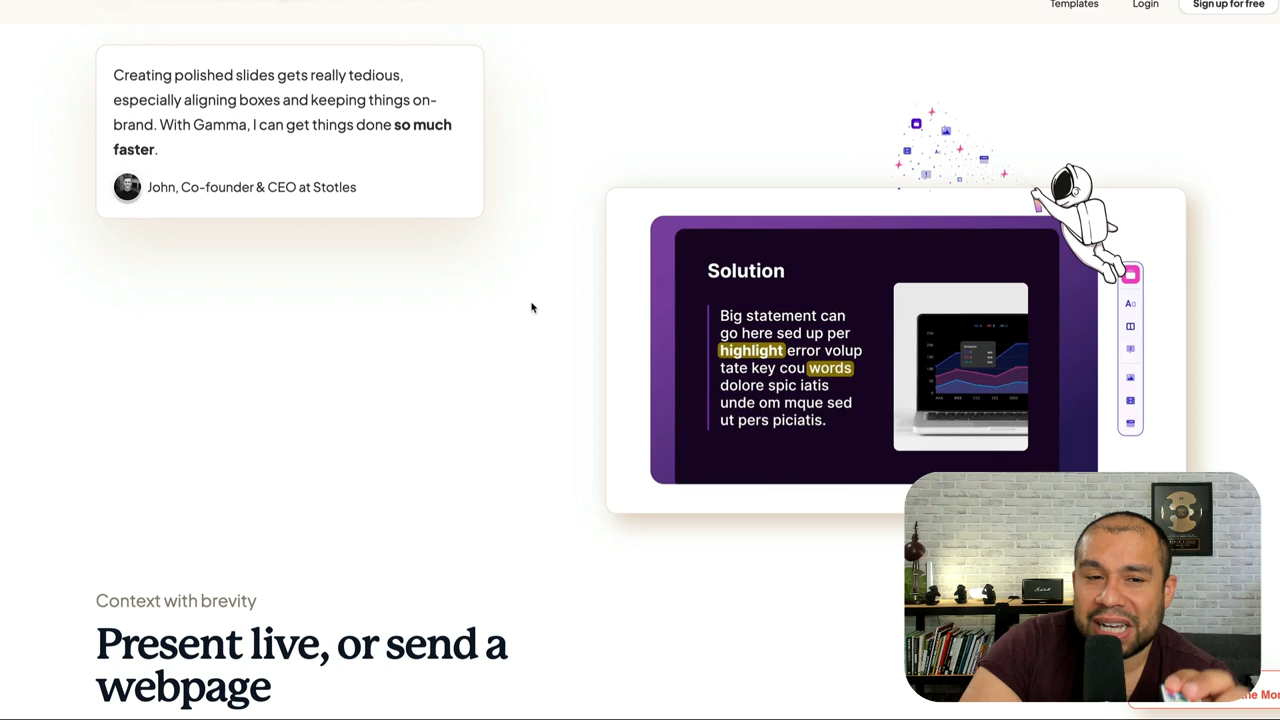 Templates
Login
Sign up for free
Creating polished slides gets really tedious,
especially aligning boxes and keeping things on-
brand. With Gamma, I can get things done so much
faster.
John, Co-founder & CEO at Stotles
Solution
Big statement can
go here sed up per
highlight error volup
tate key cou words
dolore spic iatis
unde om mque sed
ut pers piciatis.
Aa
Context with brevity
Present live, or send a
webpage
Marshall